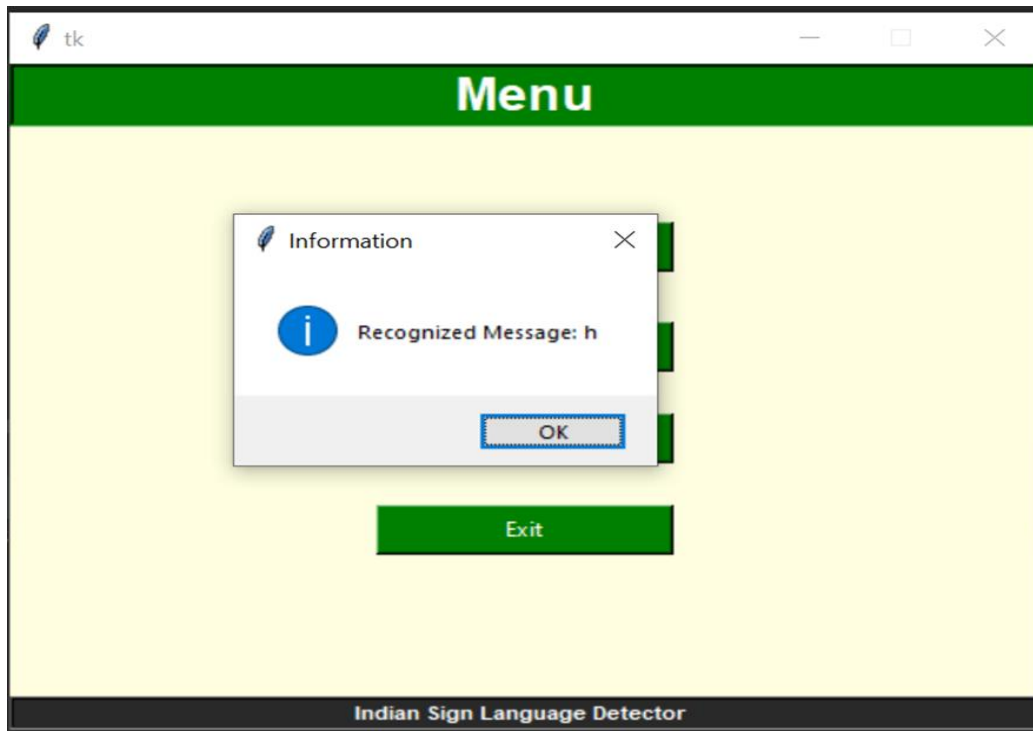 tk
Menu
Information
Recognized Message: h
OK
Exit
Indian Sign Language Detector